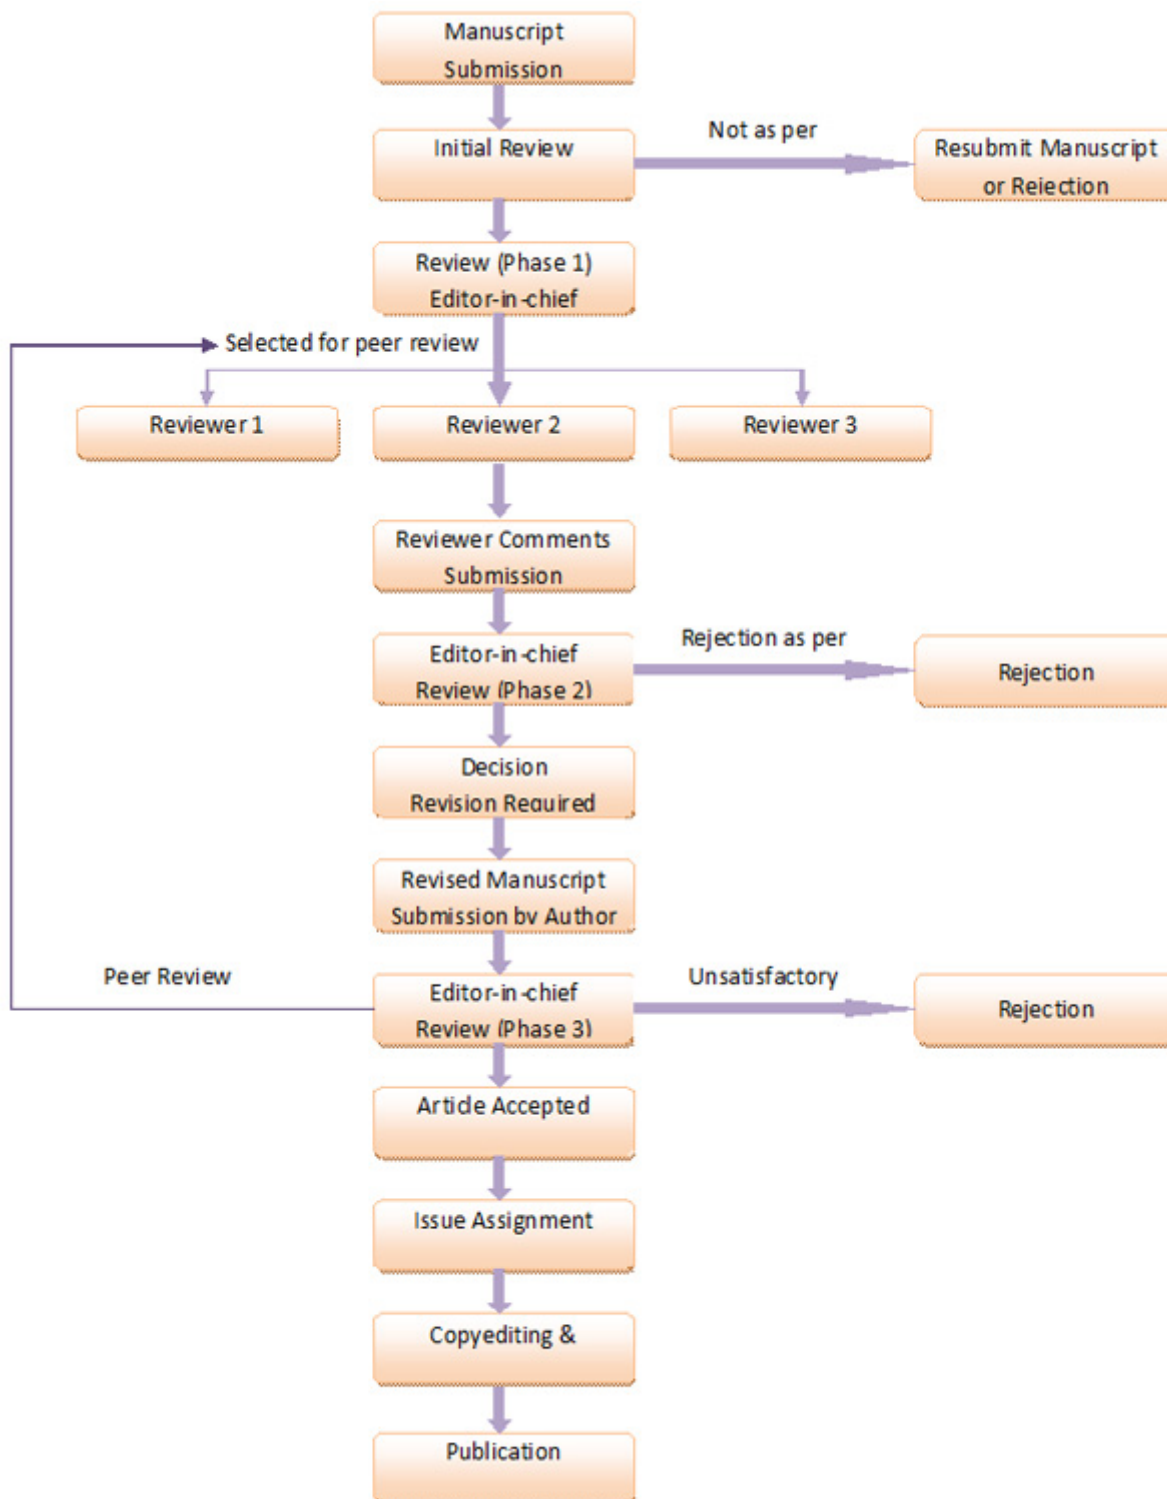 Manuscript
Submission
Initial Review
Not as per
Resubmit Manuscript
or Rejection
Review (Phase 1)
Editor-in-chief
Selected for peer review
Reviewer 1
Reviewer 2
Reviewer 3
Reviewer Comments
Submission
Editor-in-chief
Review (Phase 2)
Rejection as per
Rejection
Decision
Revision Required
Revised Manuscript
Submission by Author
Peer Review
Editor-in-chief
Review (Phase 3)
Unsatisfactory
Rejection
Article Accepted
Issue Assignment
Copyediting &
Publication